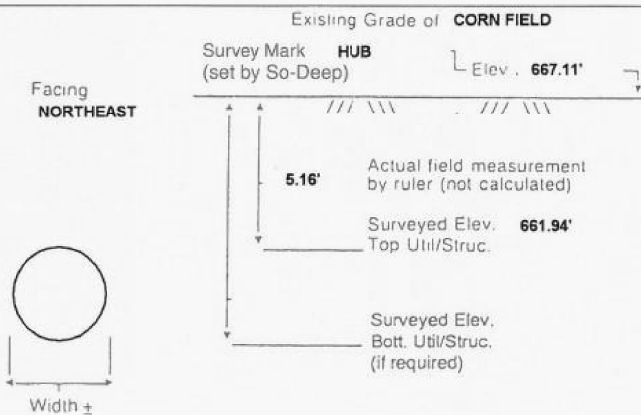 Existing Grade of CORN FIELD
Survey Mark HUB
(set by So-Deep)
Elev. 667.11'
Facing
NORTHEAST
5.16'
Actual field measurement
by ruler (not calculated)
Surveyed Elev. 661.94'
Top Util/Struc.
Surveyed Elev.
Bott. Util/Struc.
(if required)
Width ±